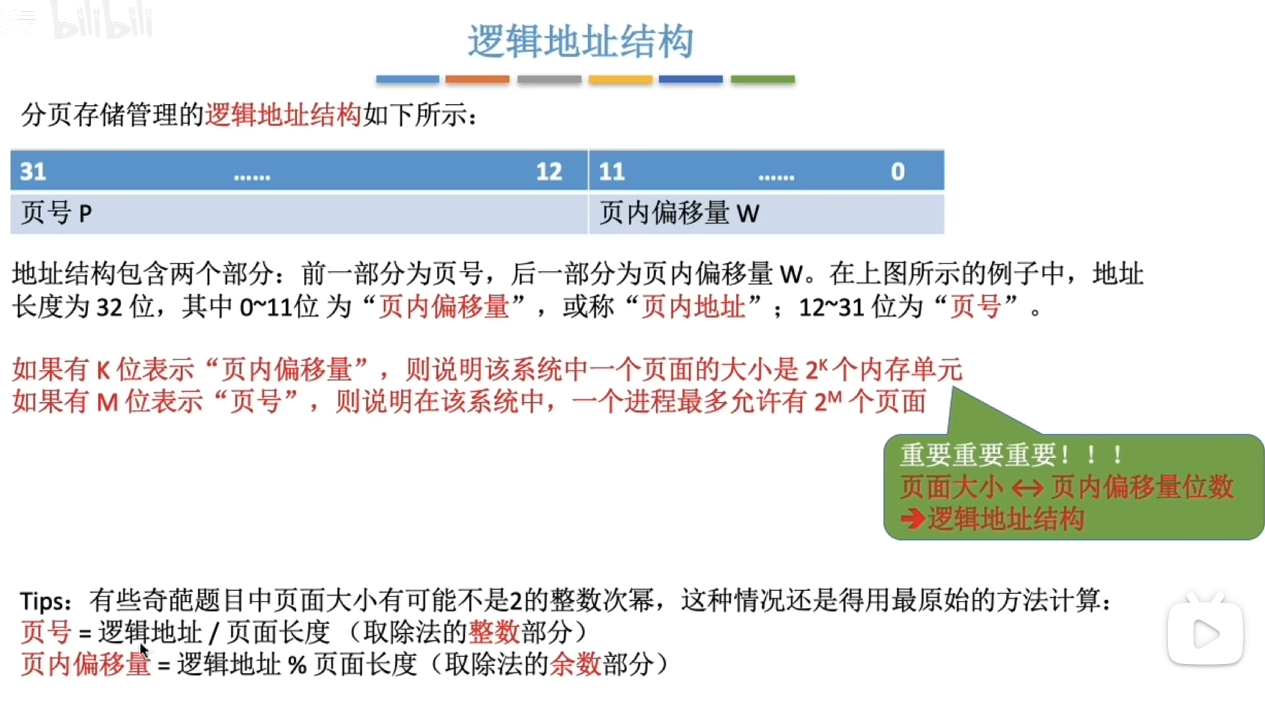 bilibili
逻辑地址结构
分页存储管理的逻辑地址结构如下所示：
31 …… 12 11 …… 0
页号 P 页内偏移量 W
地址结构包含两个部分：前一部分为页号，后一部分为页内偏移量 W。在上图所示的例子中，地址
长度为 32 位，其中 0~11位 为“页内偏移量”，或称“页内地址”；12~31 位为“页号”。
如果有 K 位表示“页内偏移量”，则说明该系统中一个页面的大小是 2ᴷ 个内存单元
如果有 M 位表示“页号”，则说明在该系统中，一个进程最多允许有 2ᴹ 个页面
重要重要重要！！！
页面大小 ↔ 页内偏移量位数
➔逻辑地址结构
Tips：有些奇葩题目中页面大小有可能不是2的整数次幂，这种情况还是得用最原始的方法计算：
页号 = 逻辑地址 / 页面长度 （取除法的整数部分）
页内偏移量 = 逻辑地址 % 页面长度（取除法的余数部分）